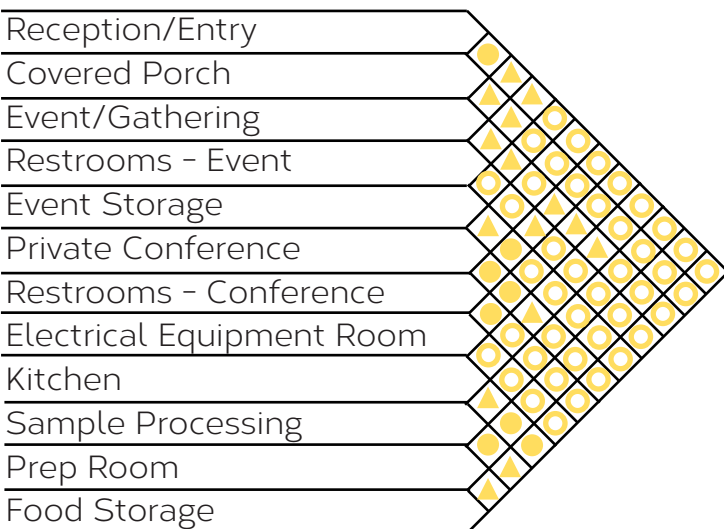 Reception/Entry
Covered Porch
Event/Gathering
Restrooms - Event
Event Storage
Private Conference
Restrooms - Conference
Electrical Equipment Room
Kitchen
Sample Processing
Prep Room
Food Storage